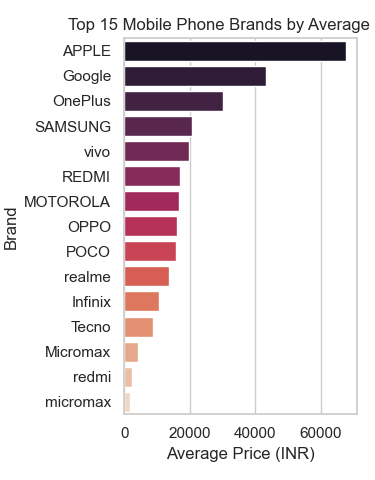 Top 15 Mobile Phone Brands by Average
APPLE
Google
OnePlus
SAMSUNG
vivo
REDMI
MOTOROLA
OPPO
POCO
realme
Infinix
Tecno
Micromax
redmi
micromax
Brand
0 20000 40000 60000
Average Price (INR)